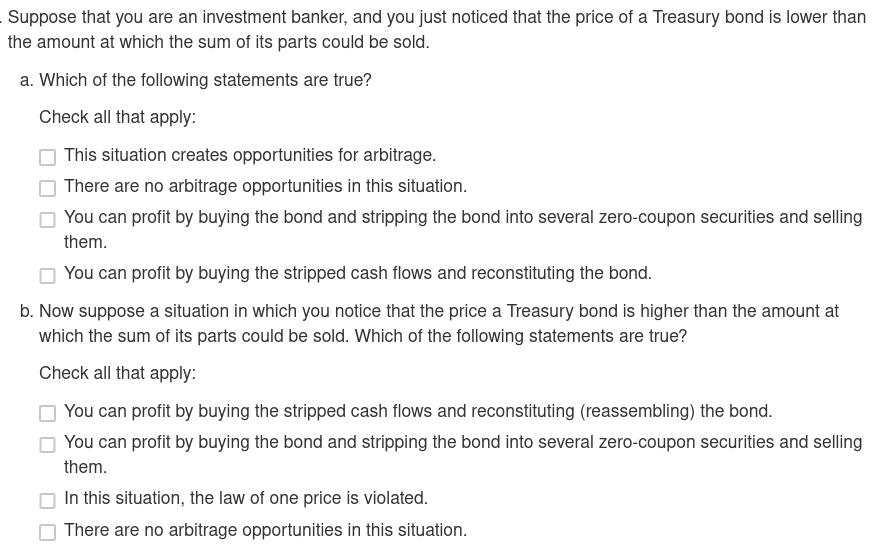 . Suppose that you are an investment banker, and you just noticed that the price of a Treasury bond is lower than
the amount at which the sum of its parts could be sold.
a. Which of the following statements are true?
Check all that apply:
This situation creates opportunities for arbitrage.
There are no arbitrage opportunities in this situation.
You can profit by buying the bond and stripping the bond into several zero-coupon securities and selling
them.
You can profit by buying the stripped cash flows and reconstituting the bond.
b. Now suppose a situation in which you notice that the price a Treasury bond is higher than the amount at
which the sum of its parts could be sold. Which of the following statements are true?
Check all that apply:
You can profit by buying the stripped cash flows and reconstituting (reassembling) the bond.
You can profit by buying the bond and stripping the bond into several zero-coupon securities and selling
them.
In this situation, the law of one price is violated.
There are no arbitrage opportunities in this situation.